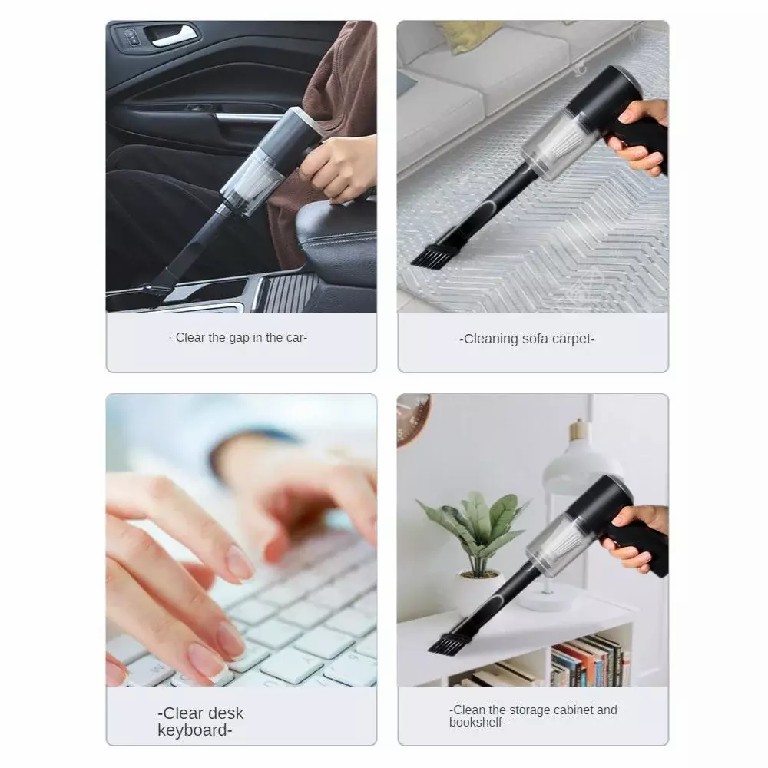 - Clear the gap in the car-
-Cleaning sofa carpet-
-Clear desk
keyboard-
-Clean the storage cabinet and
bookshelf